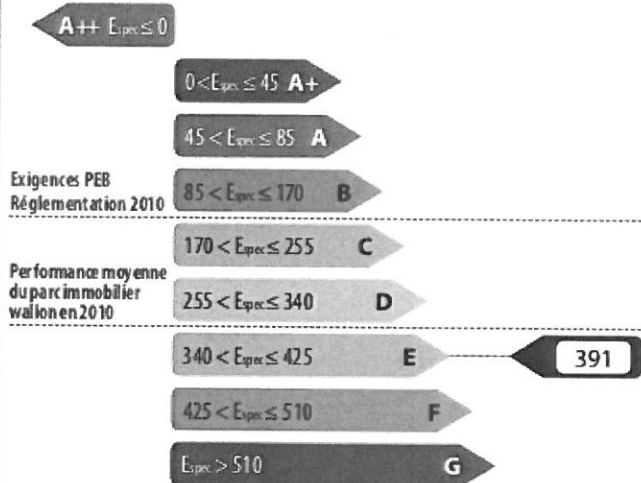 A++ Espec ≤ 0
0 < Espec ≤ 45 A+
45 < Espec ≤ 85 A
Exigences PEB
Réglementation 2010
85 < Espec ≤ 170 B
170 < Espec ≤ 255 C
Performance moyenne
du parc immobilier
wallon en 2010
255 < Espec ≤ 340 D
340 < Espec ≤ 425 E
391
425 < Espec ≤ 510 F
Espec > 510 G